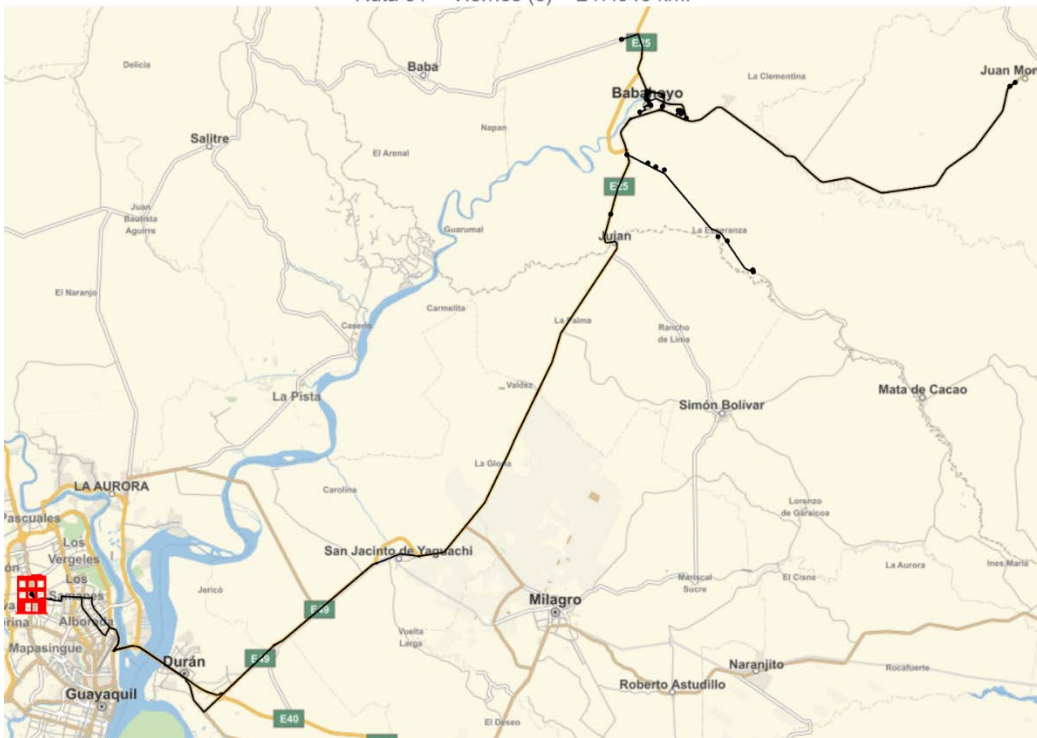 E25
Delicia
Baba
La Clementina
Juan Mon
Babahoyo
Napan
Salitre
El Arenal
E25
Juan
Bautista
Aguirre
Guarumal
Jujan
La Esperanza
El Naranjo
Carmelita
Caserio
La Palma
Rancho
de Lima
Valdez
La Pista
Mata de Cacao
Simón Bolívar
La Gloria
LA AURORA
Carolina
Lorenzo
de Garaicoa
Pascuales
Los
Vergeles
San Jacinto de Yaguachi
La Aurora
Ines Maria
Los
Samanes
Jericó
Mariscal
Sucre
El Cisne
E49
Milagro
Alborada
Mapasingue
Vuelta
Larga
E49
Durán
Naranjito
Rocafuerte
Guayaquil
Roberto Astudillo
E40
El Deseo